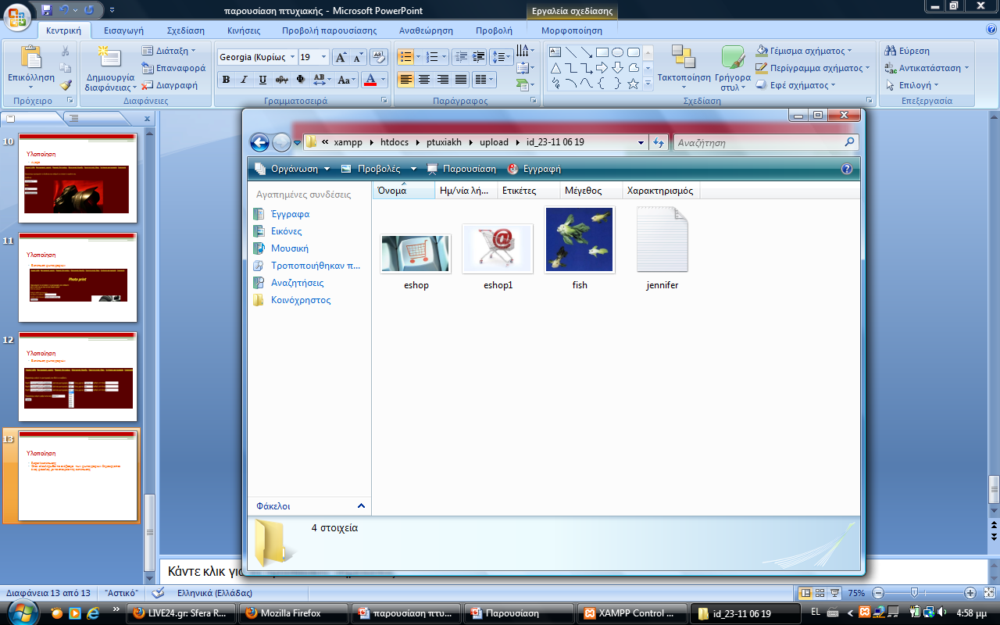 παρουσίαση πτυχιακής - Microsoft PowerPoint
Εργαλεία σχεδίασης
Κεντρική Εισαγωγή Σχεδίαση Κινήσεις Προβολή παρουσίασης Αναθεώρηση Προβολή Μορφοποίηση
Επικόλληση
Πρόχειρο
Δημιουργία διαφάνειας
Διάταξη
Επαναφορά
Διαγραφή
Διαφάνειες
Georgia (Κυρίως 19
B I U abc AV Aa A
Γραμματοσειρά
Παράγραφος
Τακτοποίηση
Γρήγορα στυλ
Γέμισμα σχήματος
Περίγραμμα σχήματος
Εφέ σχήματος
Σχεδίαση
Εύρεση
Αντικατάσταση
Επιλογή
Επεξεργασία
10
Υλοποίηση
11
Υλοποίηση
Photo print
12
Υλοποίηση
13
Υλοποίηση
xampp htdocs ptuxiakh upload id_23-11 06 19
Αναζήτηση
Οργάνωση Προβολές Παρουσίαση Εγγραφή
Αγαπημένες συνδέσεις
Έγγραφα
Εικόνες
Μουσική
Τροποποιήθηκαν π...
Αναζητήσεις
Κοινόχρηστος
Φάκελοι
Όνομα Ημ/νία λή... Ετικέτες Μέγεθος Χαρακτηρισμός
eshop eshop1 fish jennifer
4 στοιχεία
Κάντε κλικ για
Διαφάνεια 13 από 13 "Αστικό" Ελληνικά (Ελλάδας) 75%
LIVE24.gr: Sfera R... Mozilla Firefox παρουσίαση πτυ... Παρουσίαση XAMPP Control ... id_23-11 06 19 EL 4:58 μμ